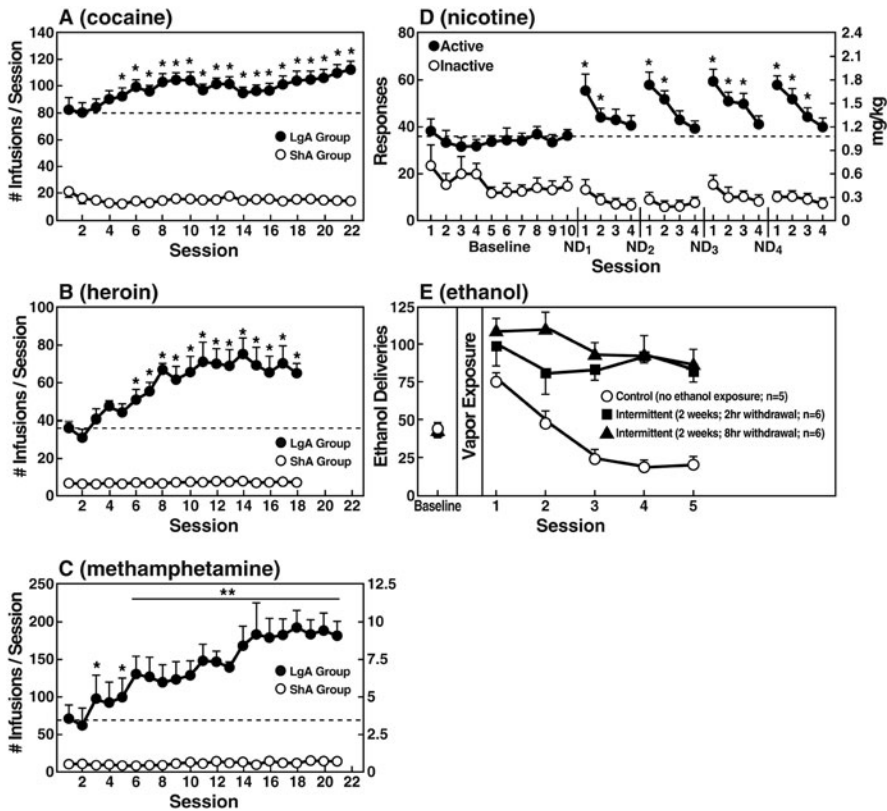 A (cocaine)
# Infusions / Session
140
120
100
80
60
40
20
0
* * * * * * * * * * * * * * * *
LgA Group
ShA Group
2 4 6 8 10 12 14 16 18 20 22
Session
B (heroin)
# Infusions / Session
100
80
60
40
20
0
* * * * * * * * * * * * *
LgA Group
ShA Group
2 4 6 8 10 12 14 16 18 20 22
Session
C (methamphetamine)
# Infusions / Session
250
200
150
100
50
0
* *
**
12.5
10
7.5
5
2.5
0
LgA Group
ShA Group
2 4 6 8 10 12 14 16 18 20 22
Session
D (nicotine)
Responses
80
60
40
20
0
Active
Inactive
* * * * * * * * * * *
2.4
2.1
1.8
1.5
1.2
0.9
0.6
0.3
0
mg/kg
1 2 3 4 5 6 7 8 9 10 1 2 3 4 1 2 3 4 1 2 3 4 1 2 3 4
Baseline ND1 ND2 ND3 ND4
Session
E (ethanol)
Ethanol Deliveries
125
100
75
50
25
0
Vapor Exposure
Control (no ethanol exposure; n=5)
Intermittent (2 weeks; 2hr withdrawal; n=6)
Intermittent (2 weeks; 8hr withdrawal; n=6)
Baseline 1 2 3 4 5
Session